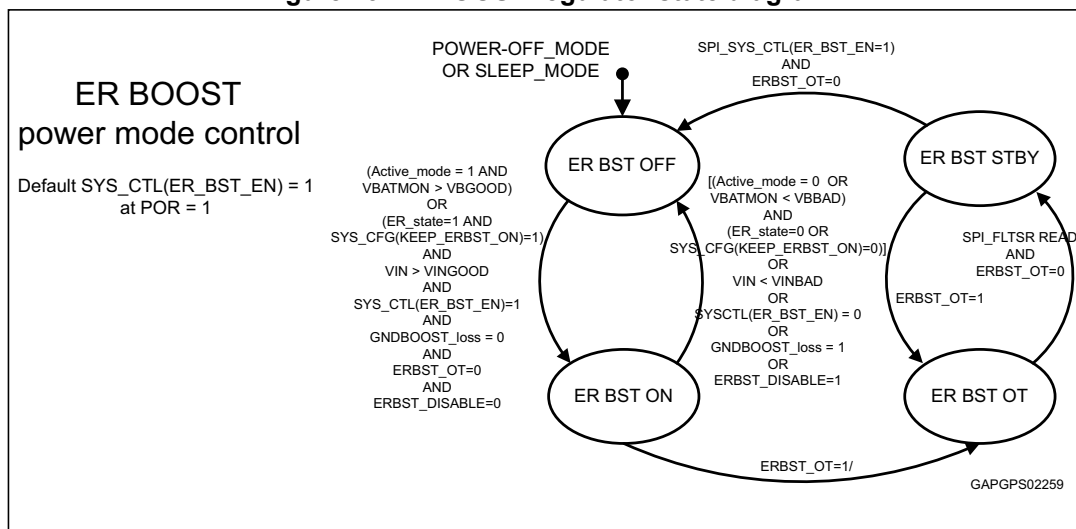 ER BOOST
power mode control
Default SYS_CTL(ER_BST_EN) = 1
at POR = 1
POWER-OFF_MODE
OR SLEEP_MODE
SPI_SYS_CTL(ER_BST_EN=1)
AND
ERBST_OT=0
ER BST OFF
ER BST STBY
(Active_mode = 1 AND
VBATMON > VBGOOD)
OR
(ER_state=1 AND
SYS_CFG(KEEP_ERBST_ON)=1)
AND
VIN > VINGOOD
AND
SYS_CTL(ER_BST_EN)=1
AND
GNDBOOST_loss = 0
AND
ERBST_OT=0
AND
ERBST_DISABLE=0
[(Active_mode = 0 OR
VBATMON < VBBAD)
AND
(ER_state=0 OR
SYS_CFG(KEEP_ERBST_ON)=0)]
OR
VIN < VINBAD
OR
SYSCTL(ER_BST_EN) = 0
OR
GNDBOOST_loss = 1
OR
ERBST_DISABLE=1
SPI_FLTSR READ
AND
ERBST_OT=0
ERBST_OT=1
ER BST ON
ER BST OT
ERBST_OT=1/
GAPGPS02259